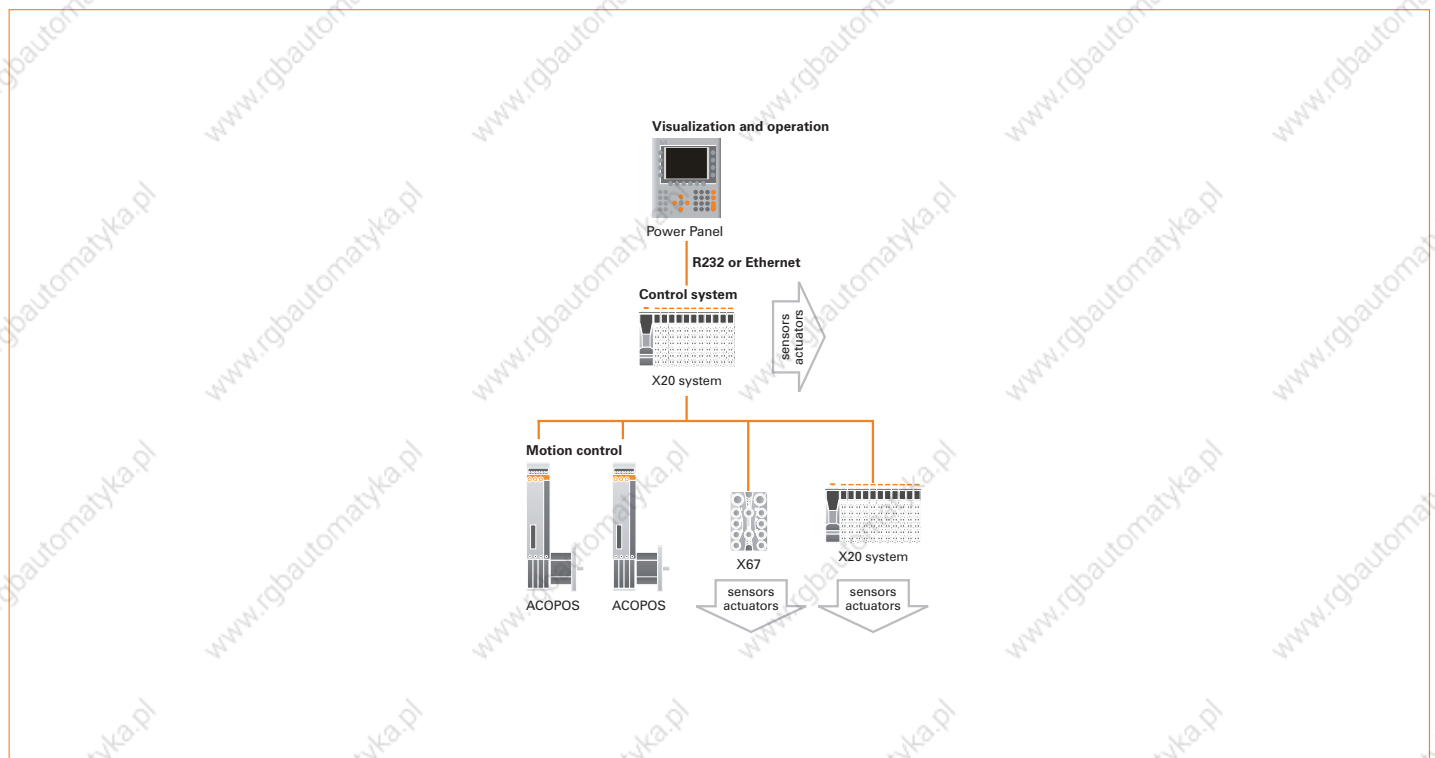 Visualization and operation
Power Panel
R232 or Ethernet
Control system
sensors
actuators
X20 system
Motion control
ACOPOS
ACOPOS
X67
X20 system
sensors
actuators
sensors
actuators
www.rgbautomatyka.pl